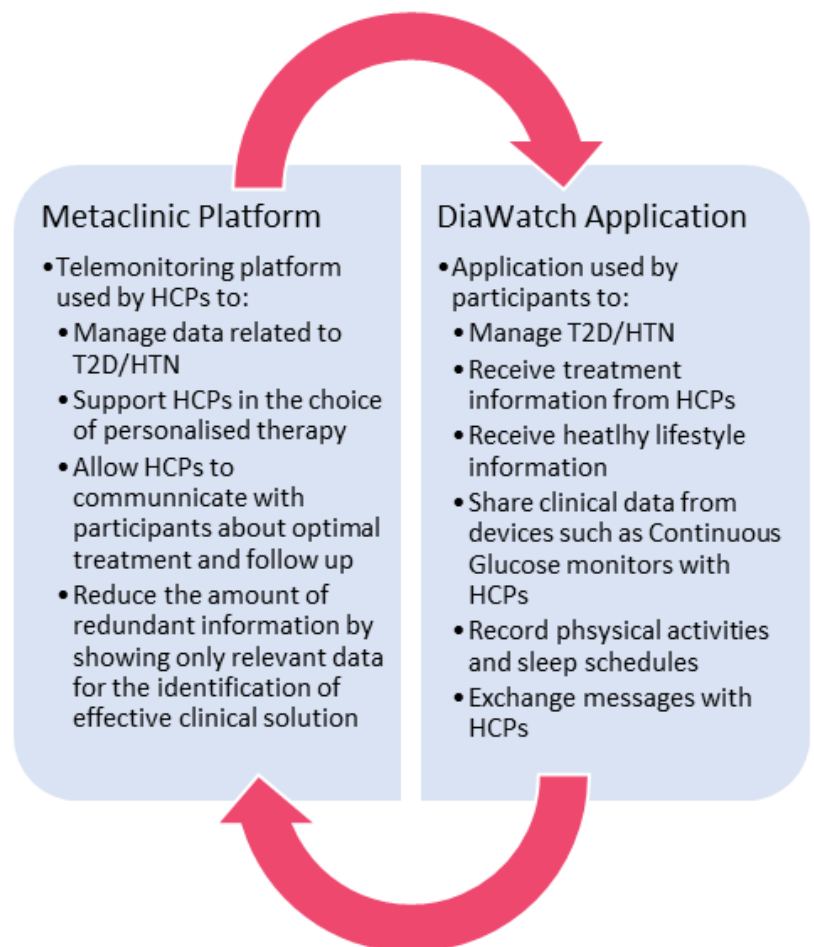 Metaclinic Platform
•Telemonitoring platform
used by HCPs to:
•Manage data related to
T2D/HTN
•Support HCPs in the choice
of personalised therapy
•Allow HCPs to
communnicate with
participants about optimal
treatment and follow up
•Reduce the amount of
redundant information by
showing only relevant data
for the identification of
effective clinical solution
DiaWatch Application
•Application used by
participants to:
•Manage T2D/HTN
•Receive treatment
information from HCPs
•Receive heatlhy lifestyle
information
•Share clinical data from
devices such as Continuous
Glucose monitors with
HCPs
•Record phsysical activities
and sleep schedules
•Exchange messages with
HCPs